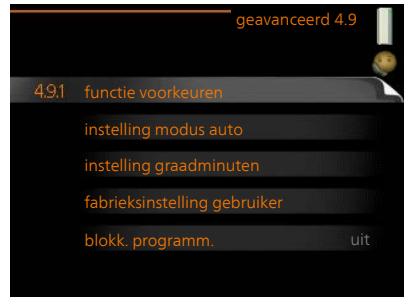 geavanceerd 4.9
4.9.1 functie voorkeuren
instelling modus auto
instelling graadminuten
fabrieksinstelling gebruiker
blokk. programm. uit